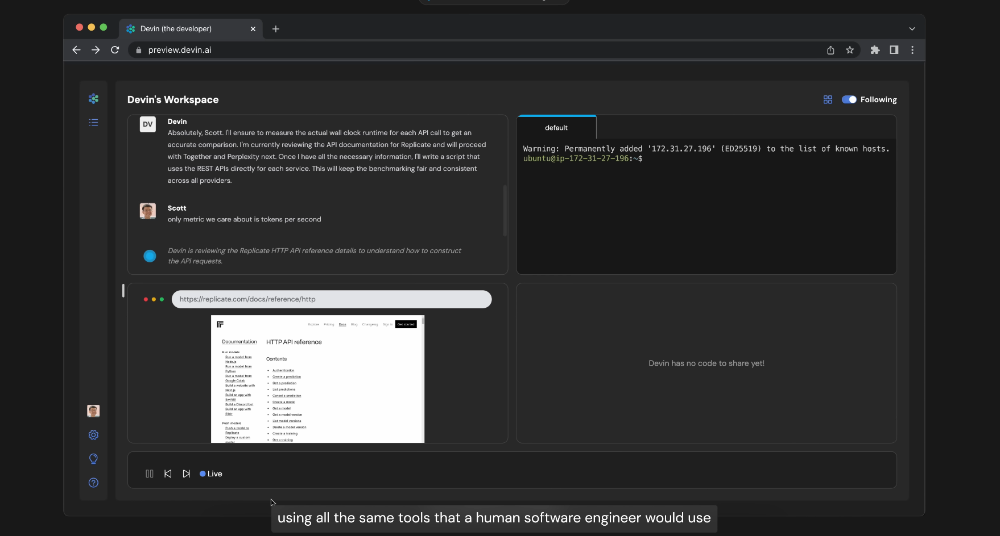 Devin (the developer)
preview.devin.ai
Devin's Workspace
Following
DV
Devin
Absolutely, Scott. I'll ensure to measure the actual wall clock runtime for each API call to get an
accurate comparison. I'm currently reviewing the API documentation for Replicate and will proceed
with Together and Perplexity next. Once I have all the necessary information, I'll write a script that
uses the REST APIs directly for each service. This will keep the benchmarking fair and consistent
across all providers.
Scott
only metric we care about is tokens per second
Devin is reviewing the Replicate HTTP API reference details to understand how to construct
the API requests.
default
Warning: Permanently added '172.31.27.196' (ED25519) to the list of known hosts.
ubuntu@ip-172-31-27-196:~$
https://replicate.com/docs/reference/http
Explore Pricing Docs Blog Changelog Sign in Get started
Documentation
Run models
Run a model from
Node.js
Run a model from
Python
Run a model from
Google Colab
Build a website with
Next.js
Build an app with
SwiftUI
Build a Discord bot
Build an app with
Elixir
Push models
Push a model to
Replicate
Deploy a custom
model
HTTP API reference
Contents
• Authentication
• Create a prediction
• Get a prediction
• List predictions
• Cancel a prediction
• Create a model
• Get a model
• Get a model version
• List model versions
• Delete a model version
• Create a training
• Get a training
Devin has no code to share yet!
Live
using all the same tools that a human software engineer would use